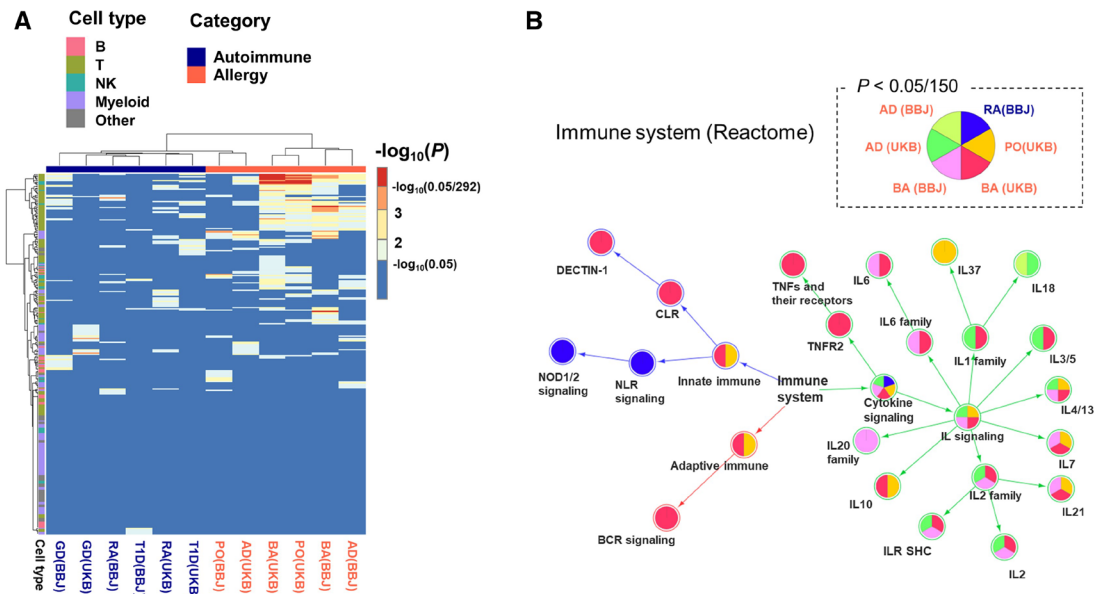 A
Cell type
B
T
NK
Myeloid
Other
Category
Autoimmune
Allergy
-log10(P)
-log10(0.05/292)
3
2
-log10(0.05)
Cell type
GD(BBJ)
GD(UKB)
RA(BBJ)
T1D(BBJ)
RA(UKB)
T1D(UKB
PO(BBJ)
AD(UKB)
BA(UKB)
PO(UKB)
BA(BBJ)
AD(BBJ)
B
Immune system (Reactome)
P < 0.05/150
AD (BBJ)
RA(BBJ)
AD (UKB)
PO(UKB)
BA (BBJ)
BA (UKB)
DECTIN-1
CLR
NOD1/2
signaling
NLR
signaling
Innate immune
Immune
system
Adaptive immune
BCR signaling
TNFs and
their receptors
TNFR2
Cytokine
signaling
IL6
IL6 family
IL37
IL18
IL1 family
IL3/5
IL4/13
IL signaling
IL20
family
IL7
IL10
IL2 family
IL21
ILR SHC
IL2